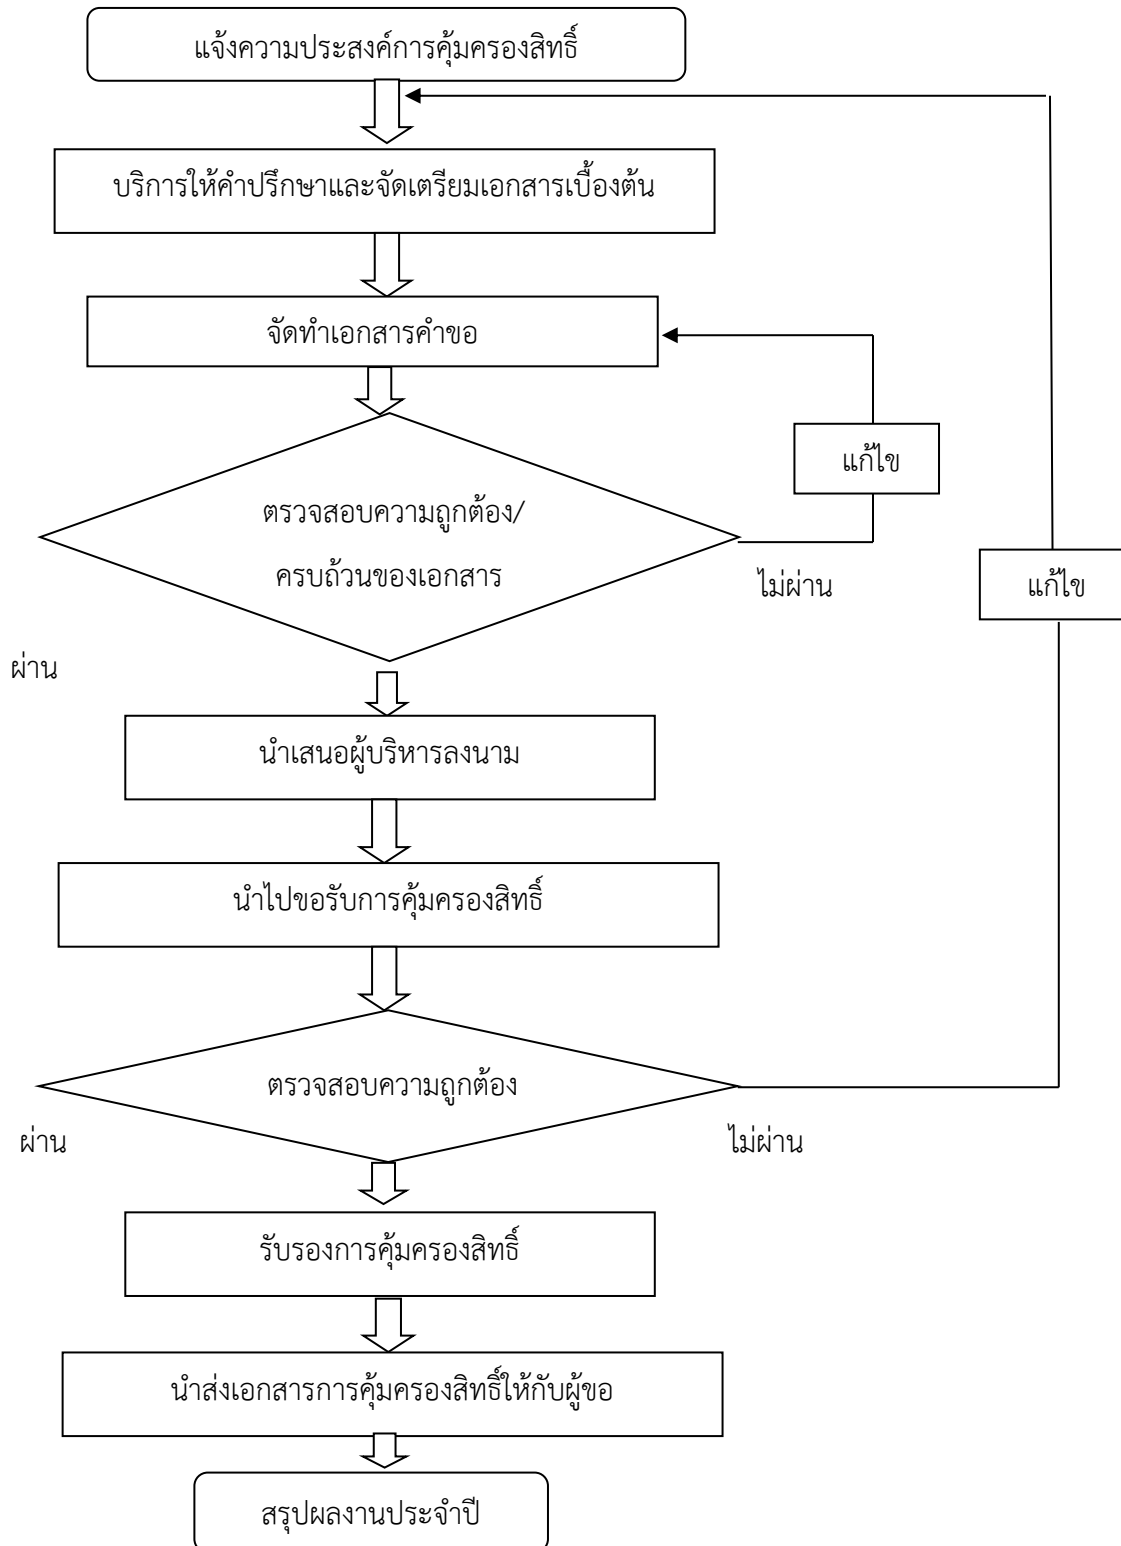 แจ้งความประสงค์การคุ้มครองสิทธิ์
บริการให้คำปรึกษาและจัดเตรียมเอกสารเบื้องต้น
จัดทำเอกสารคำขอ
แก้ไข
ตรวจสอบความถูกต้อง/
ครบถ้วนของเอกสาร
ไม่ผ่าน
แก้ไข
ผ่าน
นำเสนอผู้บริหารลงนาม
นำไปขอรับการคุ้มครองสิทธิ์
ตรวจสอบความถูกต้อง
ผ่าน
ไม่ผ่าน
รับรองการคุ้มครองสิทธิ์
นำส่งเอกสารการคุ้มครองสิทธิ์ให้กับผู้ขอ
สรุปผลงานประจำปี